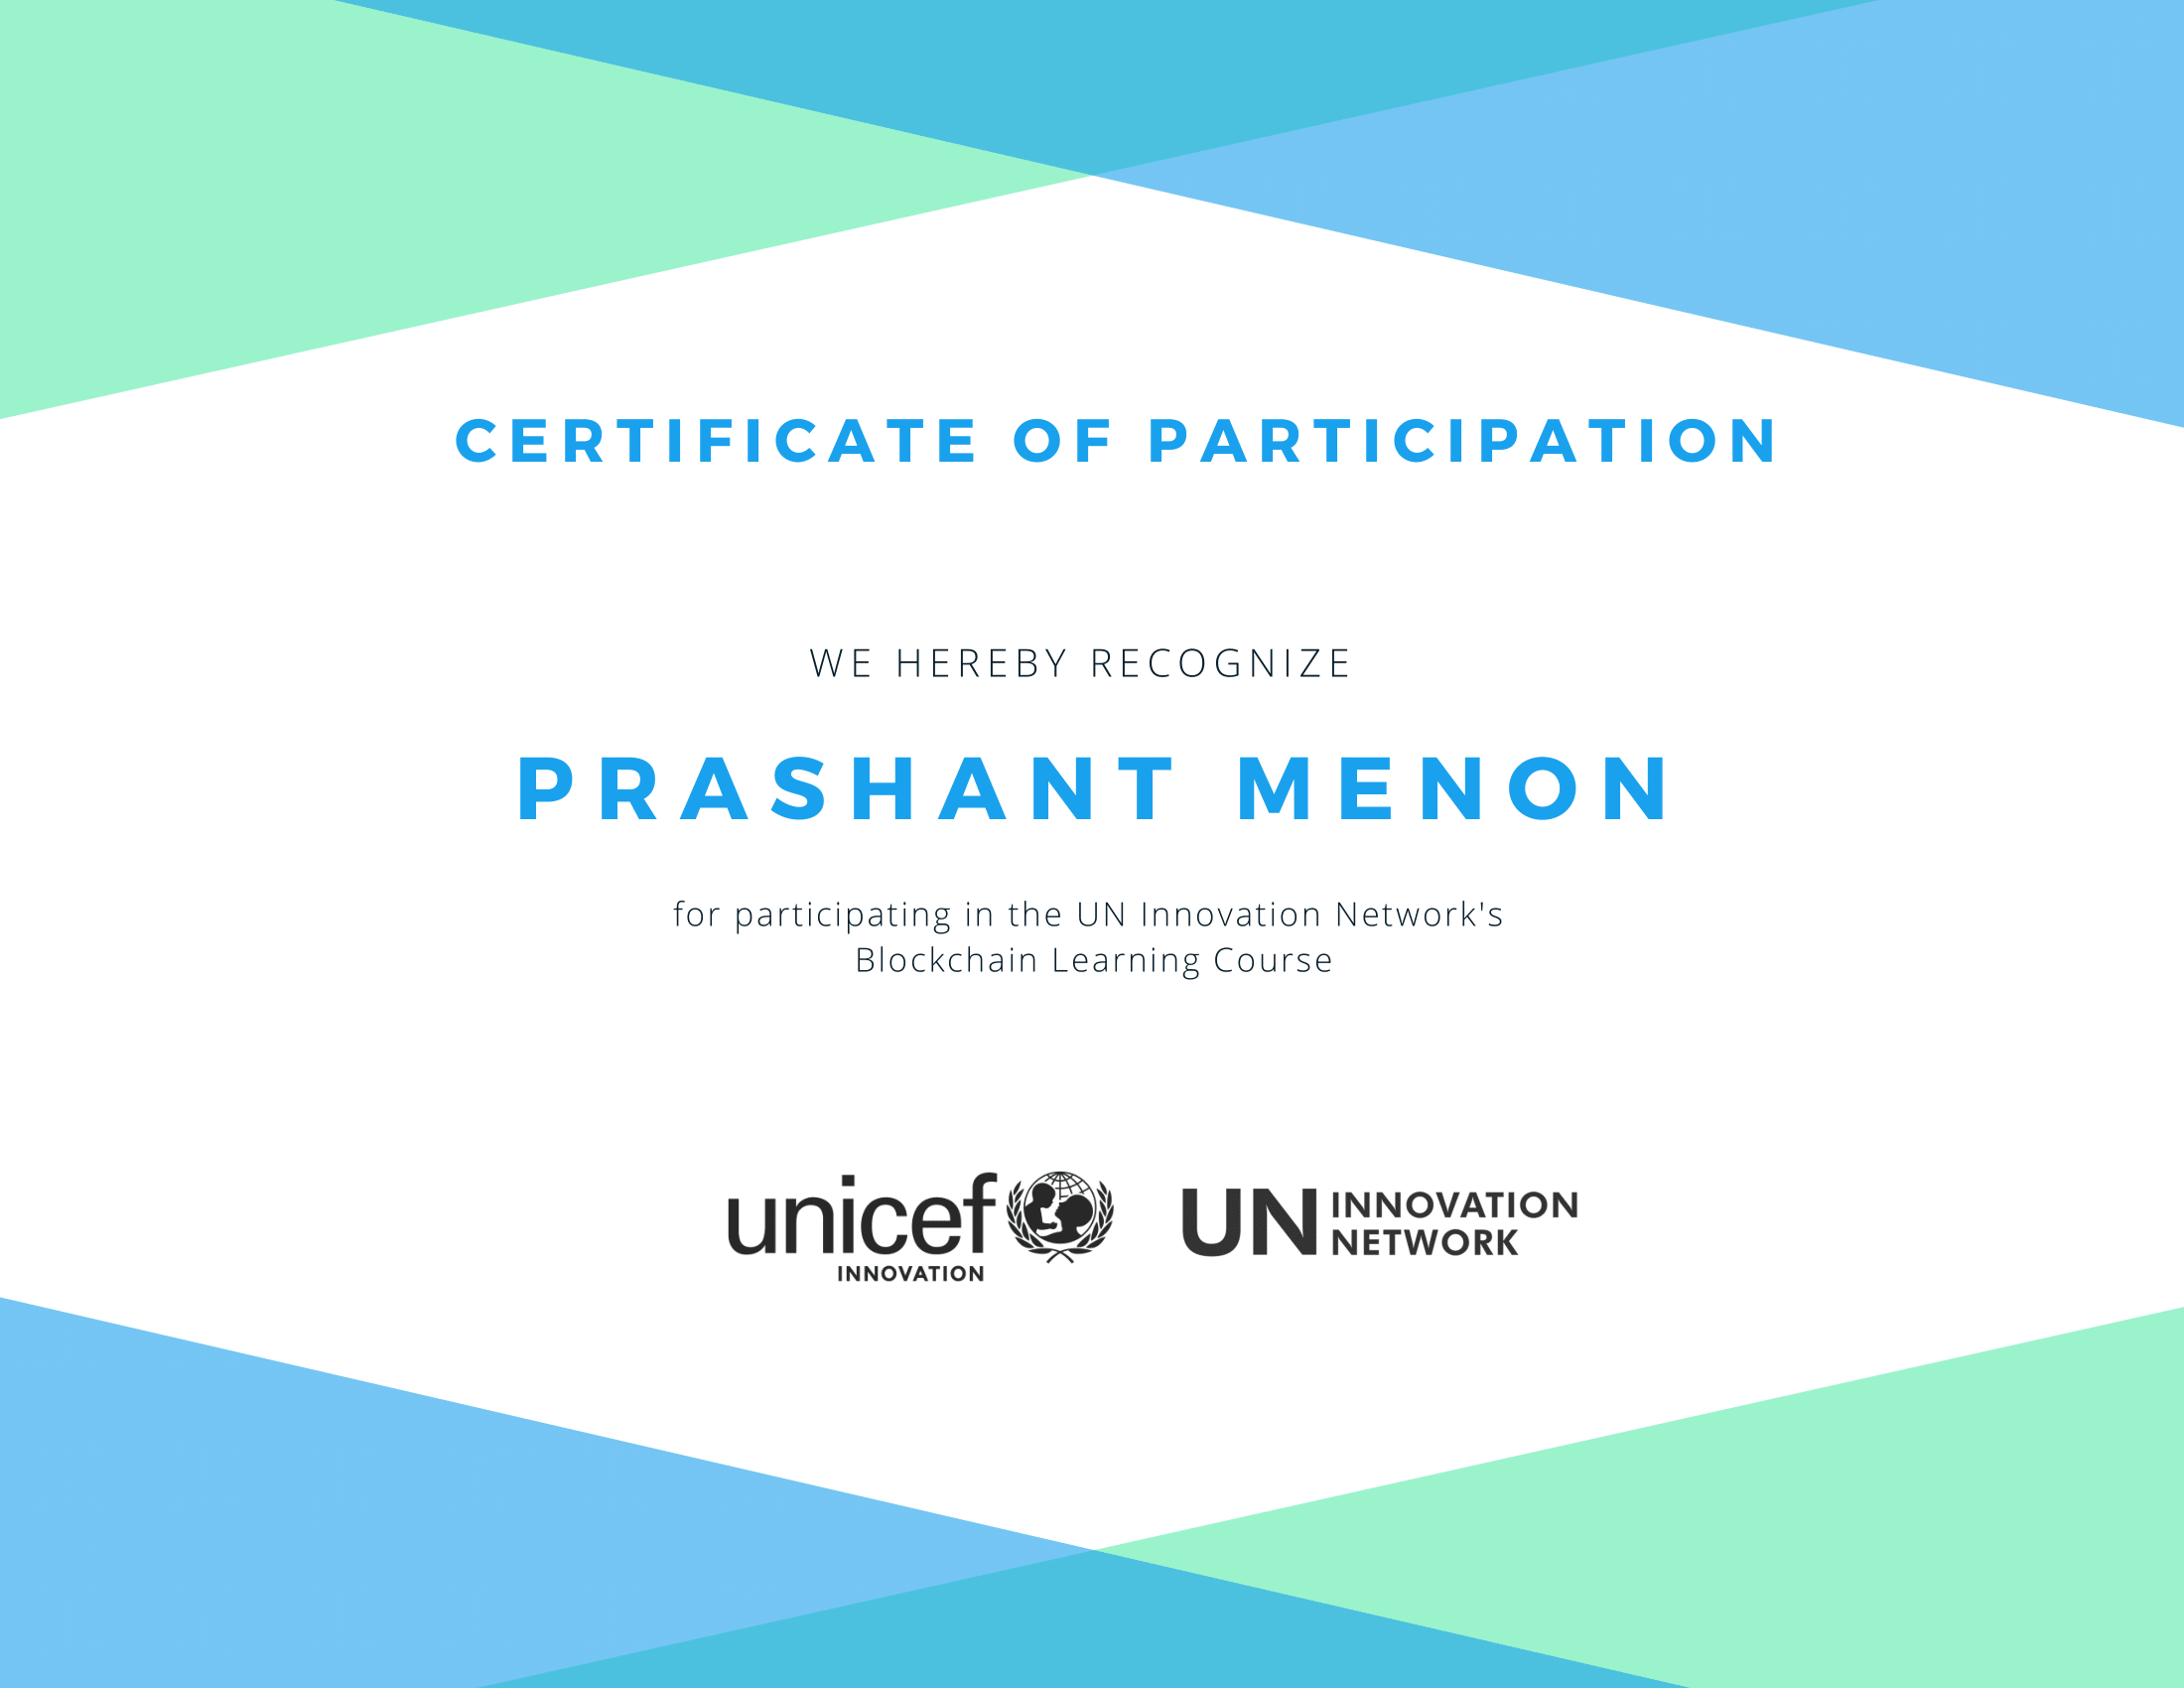 CERTIFICATE OF PARTICIPATION
WE HEREBY RECOGNIZE
PRASHANT MENON
for participating in the UN Innovation Network's
Blockchain Learning Course
unicef
INNOVATION
UN INNOVATION
NETWORK